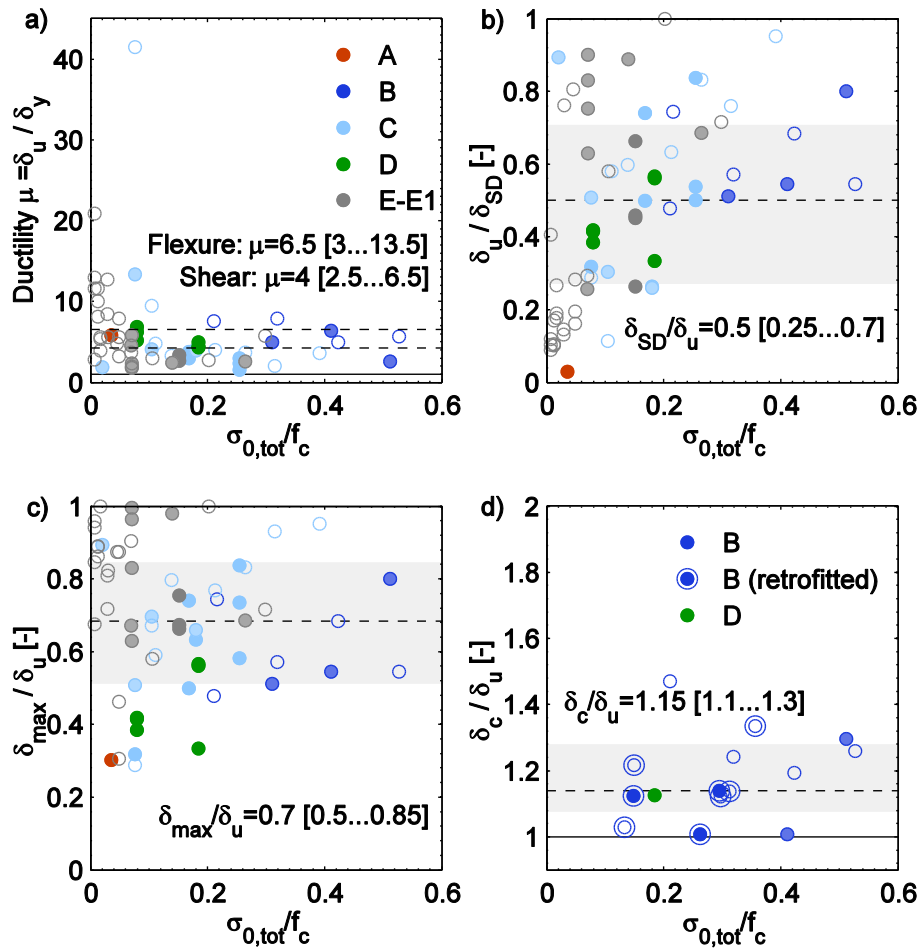 a)
Ductility μ =δu / δy
40
30
20
10
0
A
B
C
D
E-E1
Flexure: μ=6.5 [3...13.5]
Shear: μ=4 [2.5...6.5]
0 0.2 0.4 0.6
σ0,tot/fc
b)
δu / δSD [-]
1
0.8
0.6
0.4
0.2
0
δSD/δu=0.5 [0.25...0.7]
0 0.2 0.4 0.6
σ0,tot/fc
c)
δmax / δu [-]
1
0.8
0.6
0.4
0.2
0
δmax/δu=0.7 [0.5...0.85]
0 0.2 0.4 0.6
σ0,tot/fc
d)
δc / δu [-]
2
1.8
1.6
1.4
1.2
1
B
B (retrofitted)
D
δc/δu=1.15 [1.1...1.3]
0 0.2 0.4 0.6
σ0,tot/fc